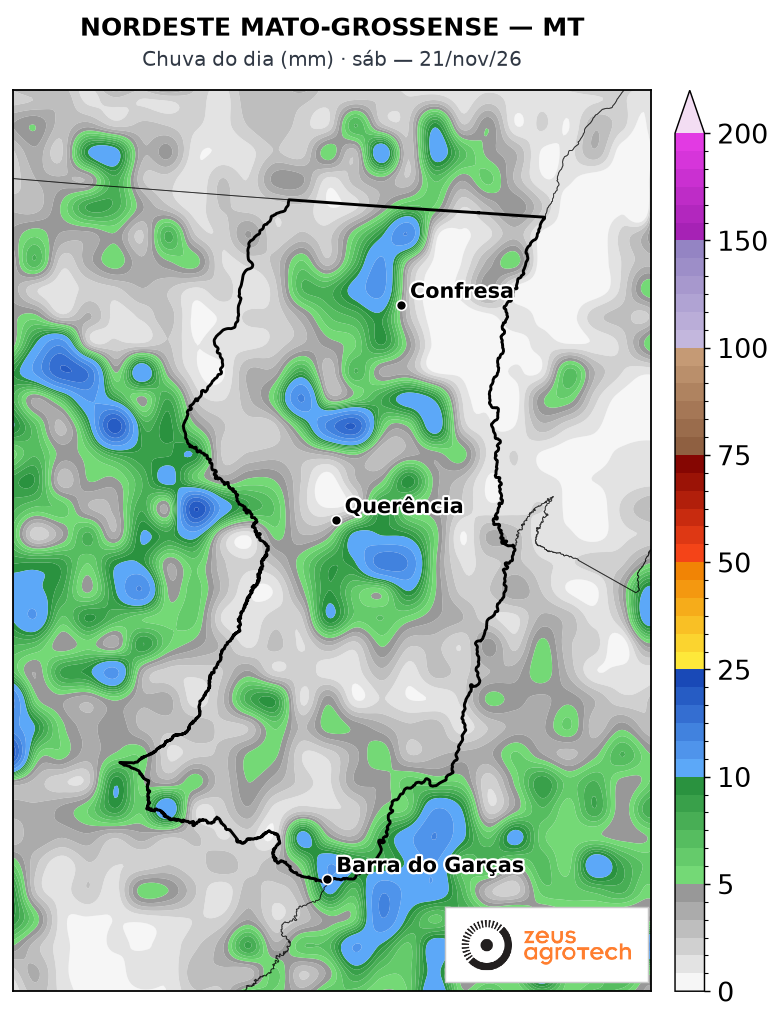 NORDESTE MATO-GROSSENSE — MT
Chuva do dia (mm) · sáb — 21/nov/26
200
150
100
75
50
25
10
5
0
Confresa
Querência
Barra do Garças
zeus
agrotech